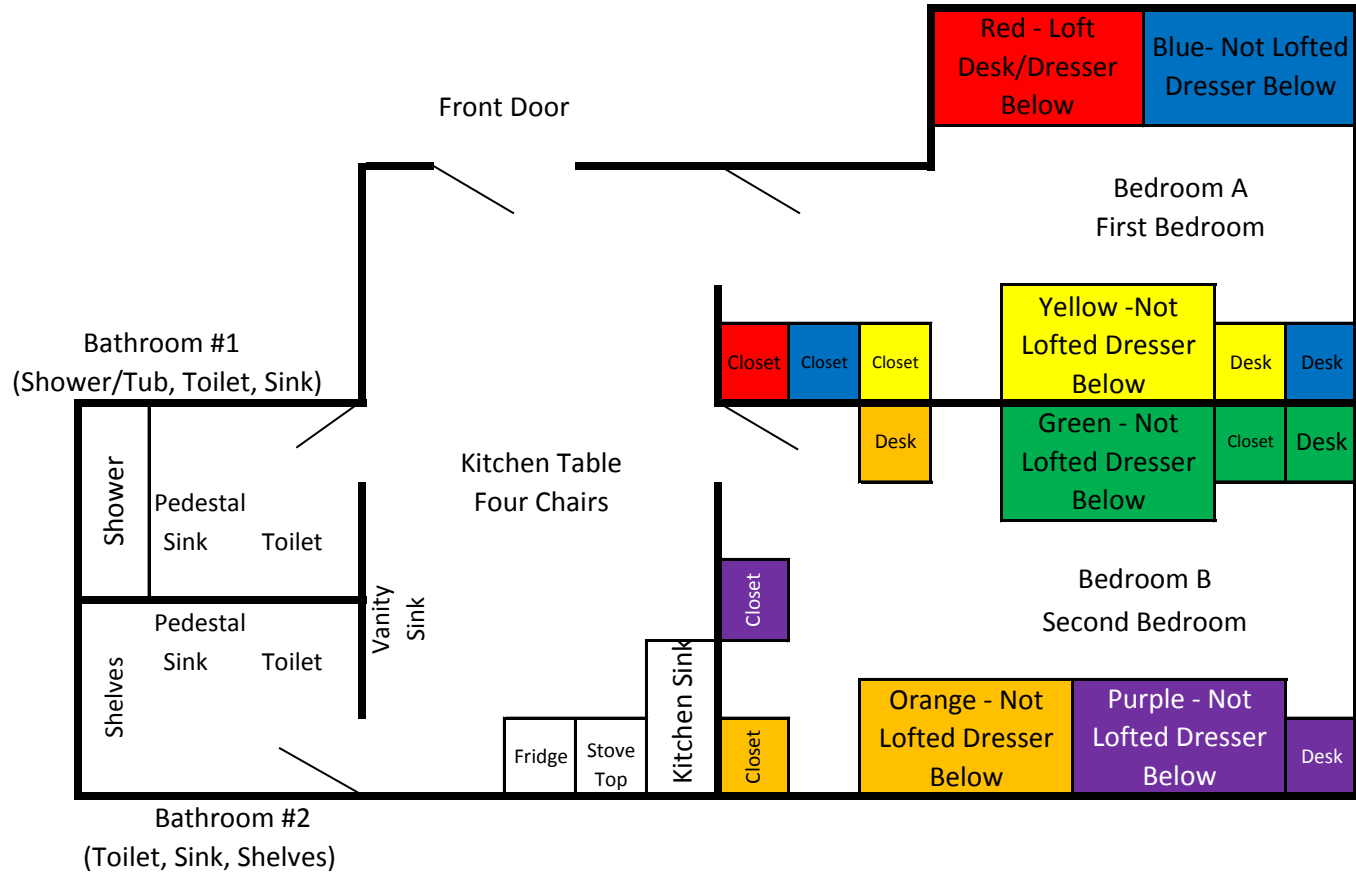 Red - Loft
Desk/Dresser
Below
Blue- Not Lofted
Dresser Below
Front Door
Bedroom A
First Bedroom
Yellow -Not
Lofted Dresser
Below
Closet
Closet
Closet
Desk
Desk
Bathroom #1
(Shower/Tub, Toilet, Sink)
Desk
Green - Not
Lofted Dresser
Below
Closet
Desk
Kitchen Table
Four Chairs
Shower
Pedestal
Sink
Toilet
Vanity
Sink
Closet
Bedroom B
Second Bedroom
Shelves
Pedestal
Sink
Toilet
Kitchen Sink
Fridge
Stove
Top
Closet
Orange - Not
Lofted Dresser
Below
Purple - Not
Lofted Dresser
Below
Desk
Bathroom #2
(Toilet, Sink, Shelves)